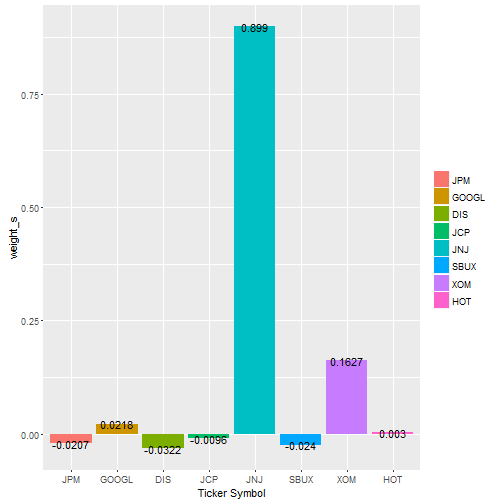 0.899
0.75
0.50
weight_s
0.25
0.1627
0.0218
0.003
0.00
-0.0207
-0.0322
-0.0096
-0.024
JPM GOOGL DIS JCP JNJ SBUX XOM HOT
Ticker Symbol
JPM
GOOGL
DIS
JCP
JNJ
SBUX
XOM
HOT